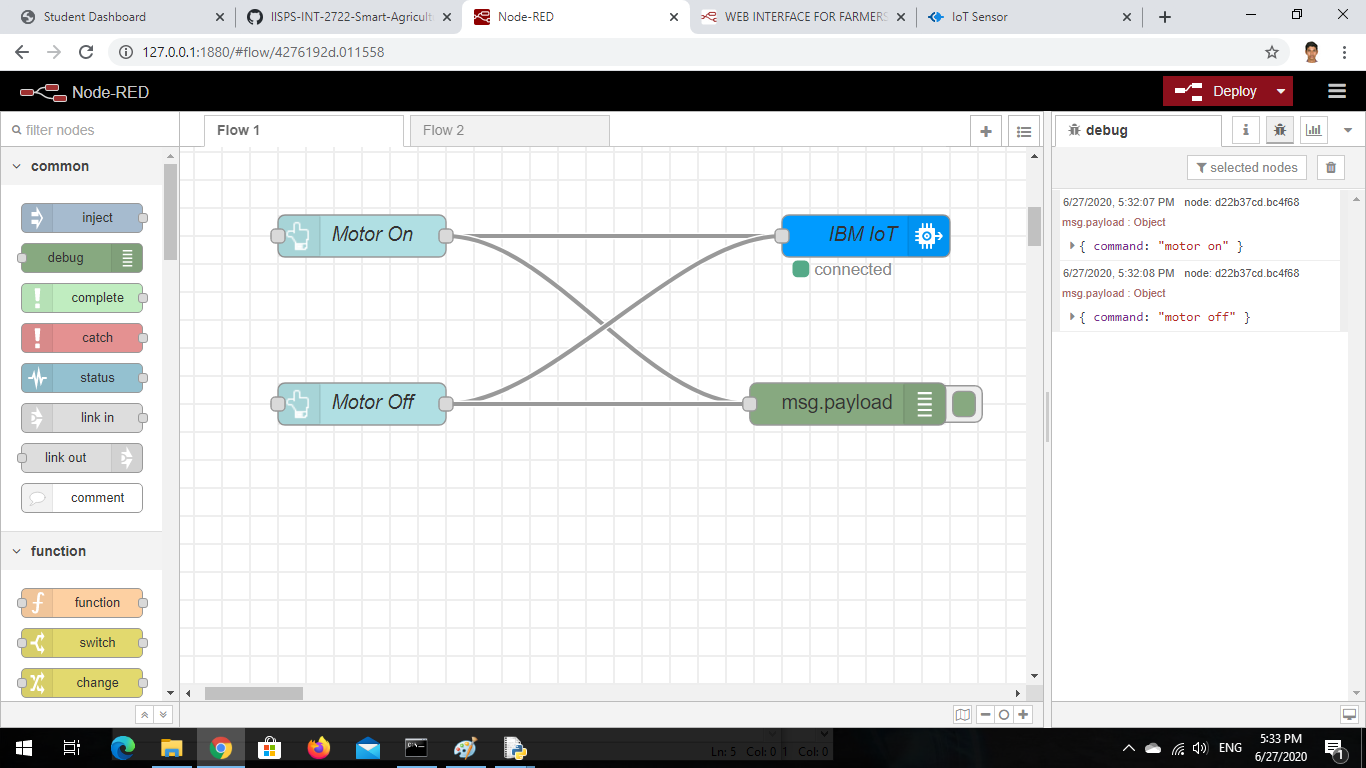 Student Dashboard
IISPS-INT-2722-Smart-Agricult
Node-RED
WEB INTERFACE FOR FARMERS
IoT Sensor
127.0.0.1:1880/#flow/4276192d.011558
Node-RED
Deploy
filter nodes
Flow 1
Flow 2
debug
i
common
selected nodes
inject
debug
complete
catch
status
link in
link out
comment
function
function
switch
change
Motor On
IBM IoT
connected
Motor Off
msg.payload
6/27/2020, 5:32:07 PM node: d22b37cd.bc4f68
msg.payload : Object
{ command: "motor on" }
6/27/2020, 5:32:08 PM node: d22b37cd.bc4f68
msg.payload : Object
{ command: "motor off" }
Ln: 5 Col: 0 1 Col: 0
ENG
5:33 PM
6/27/2020
1